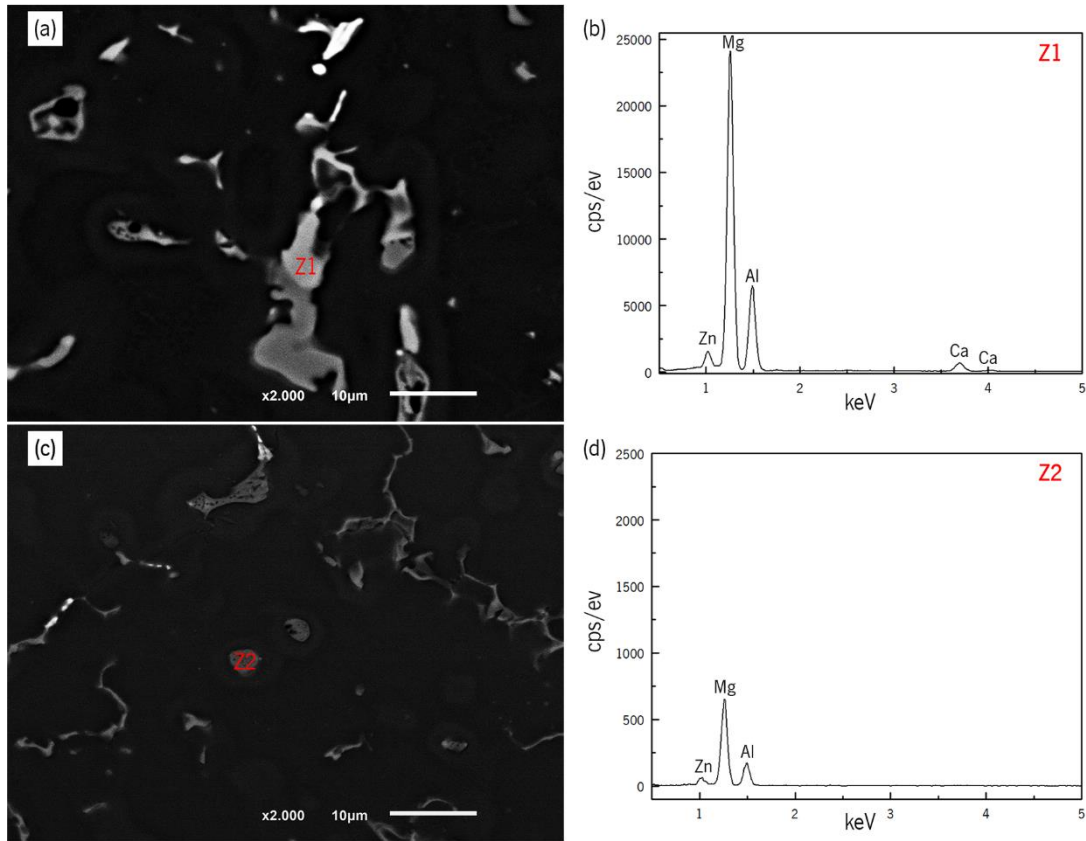 (a)
Z1
x2.000 10µm
(b)
Z1
25000
20000
15000
10000
5000
0
cps/ev
Mg
Al
Zn
Ca
Ca
1 2 3 4 5
keV
(c)
Z2
x2.000 10µm
(d)
Z2
2500
2000
1500
1000
500
0
cps/ev
Mg
Al
Zn
1 2 3 4 5
keV